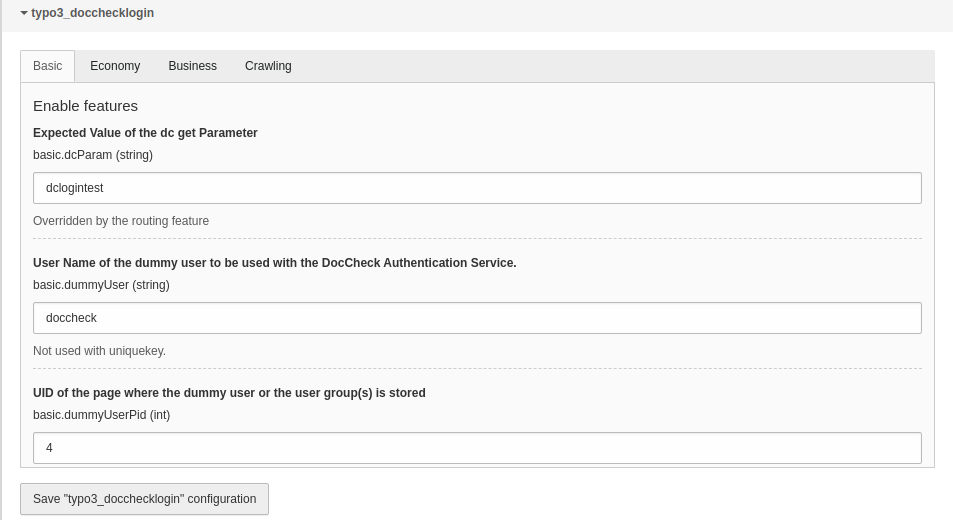 typo3_docchecklogin
Basic Economy Business Crawling
Enable features
Expected Value of the dc get Parameter
basic.dcParam (string)
dclogintest
Overridden by the routing feature
User Name of the dummy user to be used with the DocCheck Authentication Service.
basic.dummyUser (string)
doccheck
Not used with uniquekey.
UID of the page where the dummy user or the user group(s) is stored
basic.dummyUserPid (int)
4
Save "typo3_docchecklogin" configuration